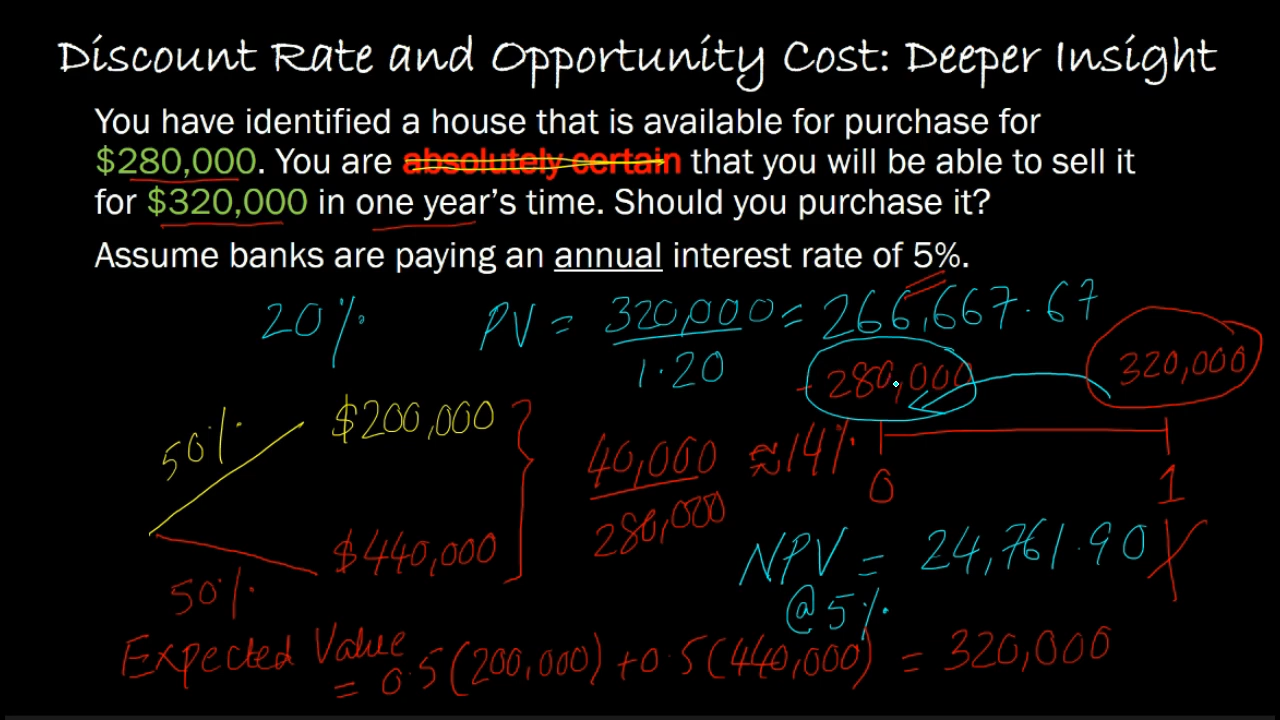 Discount Rate and Opportunity Cost: Deeper Insight
You have identified a house that is available for purchase for
$280,000. You are absolutely certain that you will be able to sell it
for $320,000 in one year's time. Should you purchase it?
Assume banks are paying an annual interest rate of 5%.
20% PV = 320,000 = 266,667.67
1.20
- 280,000 320,000
50% $200,000
40,000 ≈ 14%
280,000
0 1
$440,000
50%
NPV = 24,761.90
@ 5%
Expected Value
= 0.5(200,000) + 0.5(440,000) = 320,000